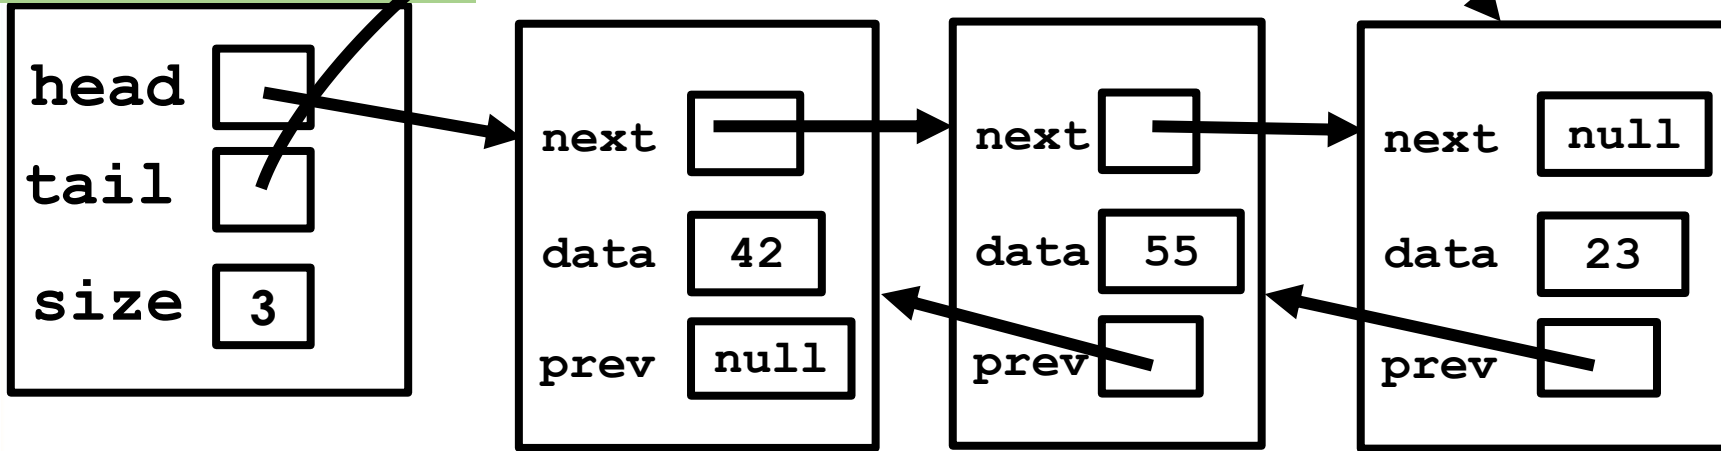 head
tail
size 3
next
data 42
prev null
next
data 55
prev
next null
data 23
prev